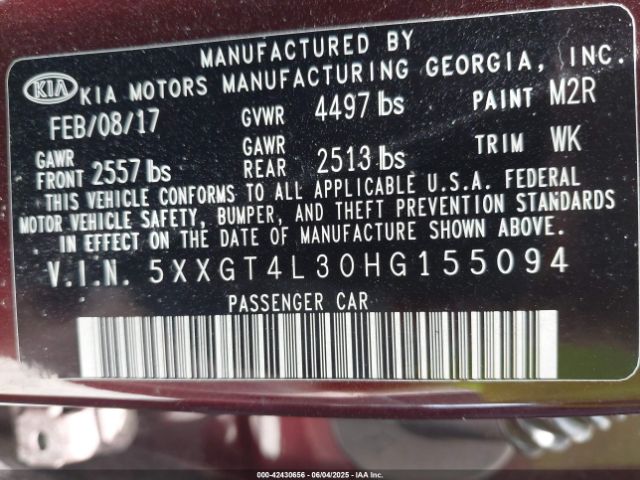 MANUFACTURED BY
KIA KIA MOTORS MANUFACTURING GEORGIA, INC.
FEB/08/17 GVWR 4497 lbs PAINT M2R
GAWR FRONT 2557 lbs GAWR REAR 2513 lbs TRIM WK
THIS VEHICLE CONFORMS TO ALL APPLICABLE U.S.A. FEDERAL
MOTOR VEHICLE SAFETY, BUMPER, AND THEFT PREVENTION STANDARDS
IN EFFECT ON THE DATE OF MANUFACTURE SHOWN ABOVE.
V.I.N. 5XXGT4L30HG155094
PASSENGER CAR
000-42430656 - 06/04/2025 - IAAI.com